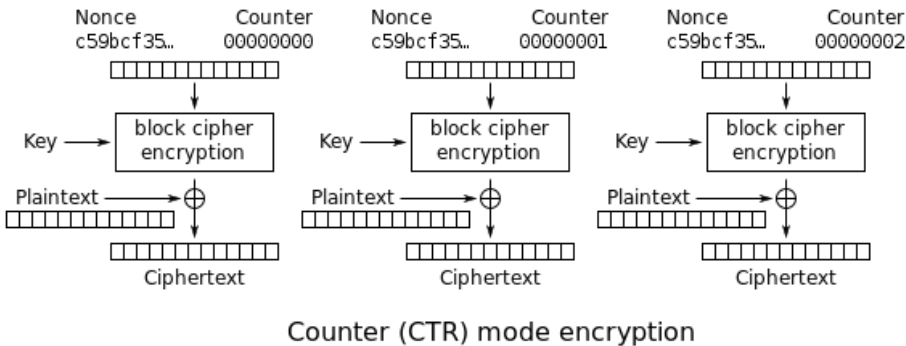 Nonce Counter Nonce Counter Nonce Counter
c59bcf35… 00000000 c59bcf35… 00000001 c59bcf35… 00000002
Key block cipher encryption Key block cipher encryption Key block cipher encryption
Plaintext Plaintext Plaintext
Ciphertext Ciphertext Ciphertext
Counter (CTR) mode encryption